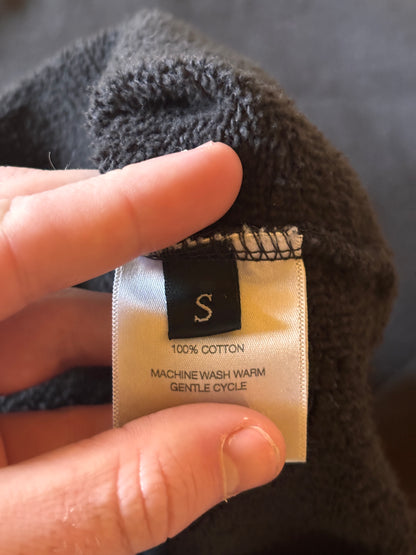 S
100% COTTON
MACHINE WASH WARM
GENTLE CYCLE